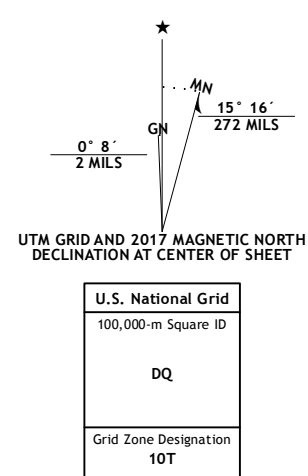 MN
15° 16´
272 MILS
GN
0° 8´
2 MILS
UTM GRID AND 2017 MAGNETIC NORTH
DECLINATION AT CENTER OF SHEET
U.S. National Grid
100,000-m Square ID
DQ
Grid Zone Designation
10T